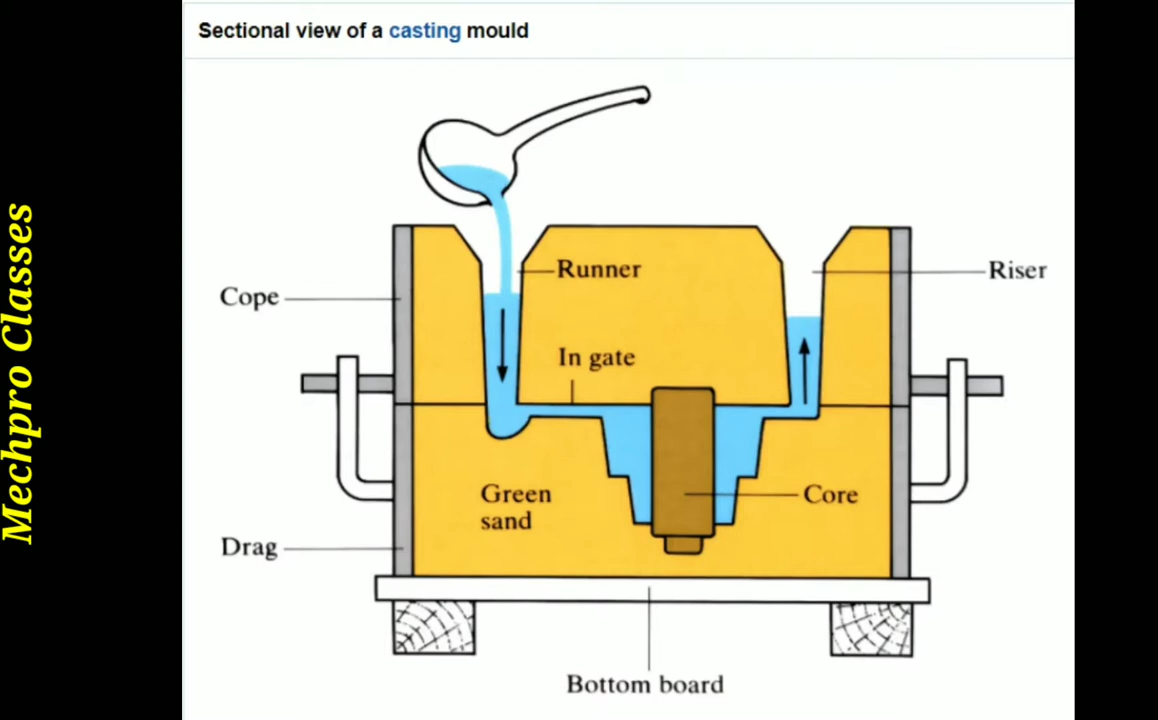 Mechpro Classes
Sectional view of a casting mould
Runner
Riser
Cope
In gate
Green
sand
Core
Drag
Bottom board